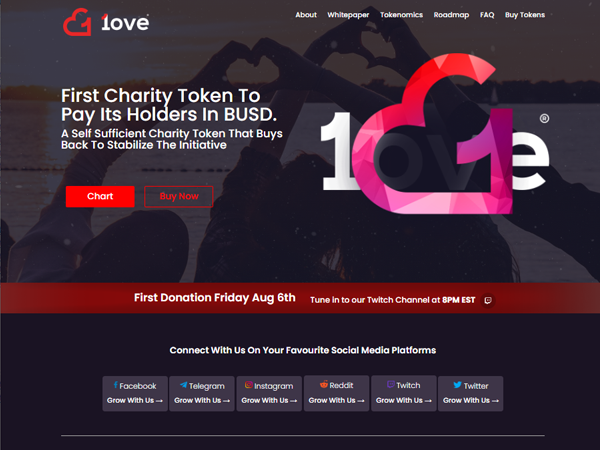 1ove
About Whitepaper Tokenomics Roadmap FAQ Buy Tokens
First Charity Token To
Pay Its Holders In BUSD.
A Self Sufficient Charity Token That Buys
Back To Stabilize The Initiative
1ove®
Chart Buy Now
First Donation Friday Aug 6th Tune in to our Twitch Channel at 8PM EST
Connect With Us On Your Favourite Social Media Platforms
Facebook Telegram Instagram Reddit Twitch Twitter
Grow With Us → Grow With Us → Grow With Us → Grow With Us → Grow With Us → Grow With Us →